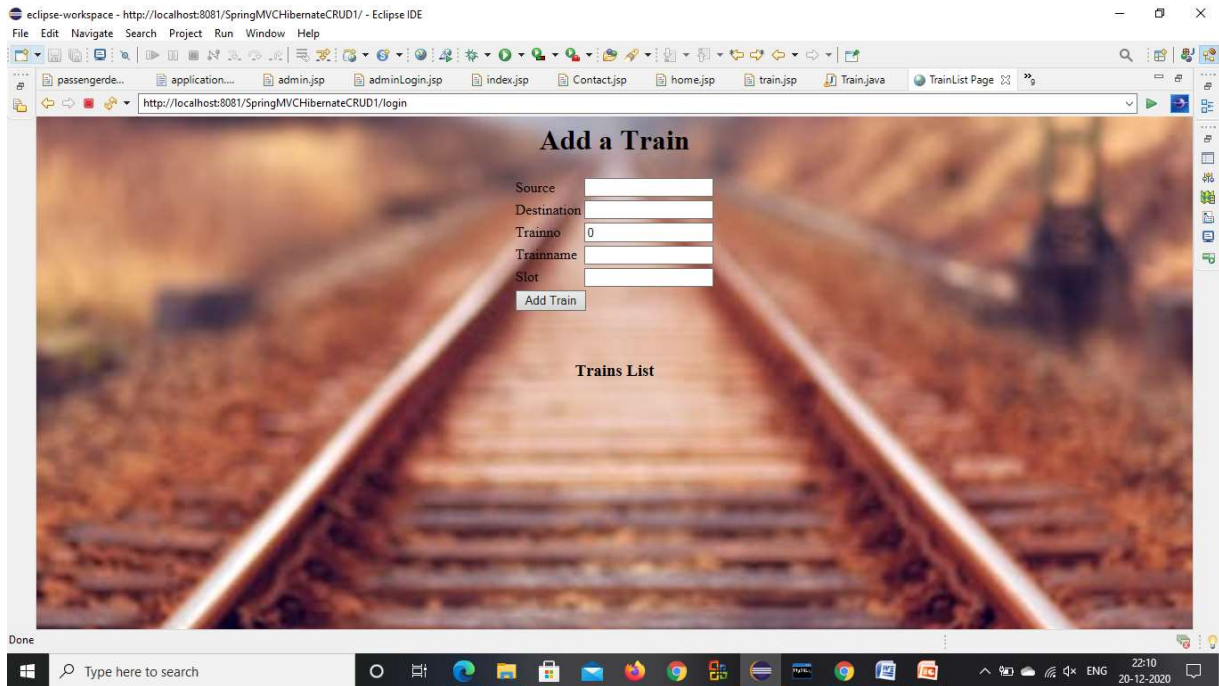 eclipse-workspace - http://localhost:8081/SpringMVCHibernateCRUD1/ - Eclipse IDE
File Edit Navigate Search Project Run Window Help
passengerde... application.... admin.jsp adminLogin.jsp index.jsp Contact.jsp home.jsp train.jsp Train.java TrainList Page
http://localhost:8081/SpringMVCHibernateCRUD1/login
Add a Train
Source
Destination
Trainno 0
Trainname
Slot
Add Train
Trains List
Done
Type here to search
ENG 22:10
20-12-2020